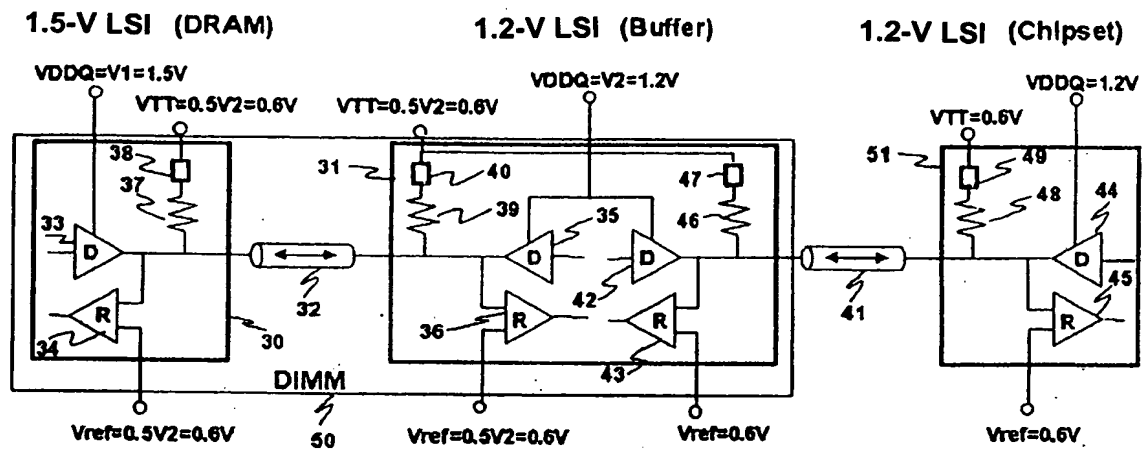 1.5-V LSI (DRAM)
1.2-V LSI (Buffer)
1.2-V LSI (Chipset)
VDDQ=V1=1.5V
VDDQ=V2=1.2V
VDDQ=1.2V
VTT=0.5V2=0.6V
VTT=0.5V2=0.6V
VTT=0.6V
38
37
33
D
R
34
30
32
31
40
39
35
D
36
R
47
46
D
42
R
43
41
51
49
48
44
D
45
R
DIMM
50
Vref=0.5V2=0.6V
Vref=0.5V2=0.6V
Vref=0.6V
Vref=0.6V